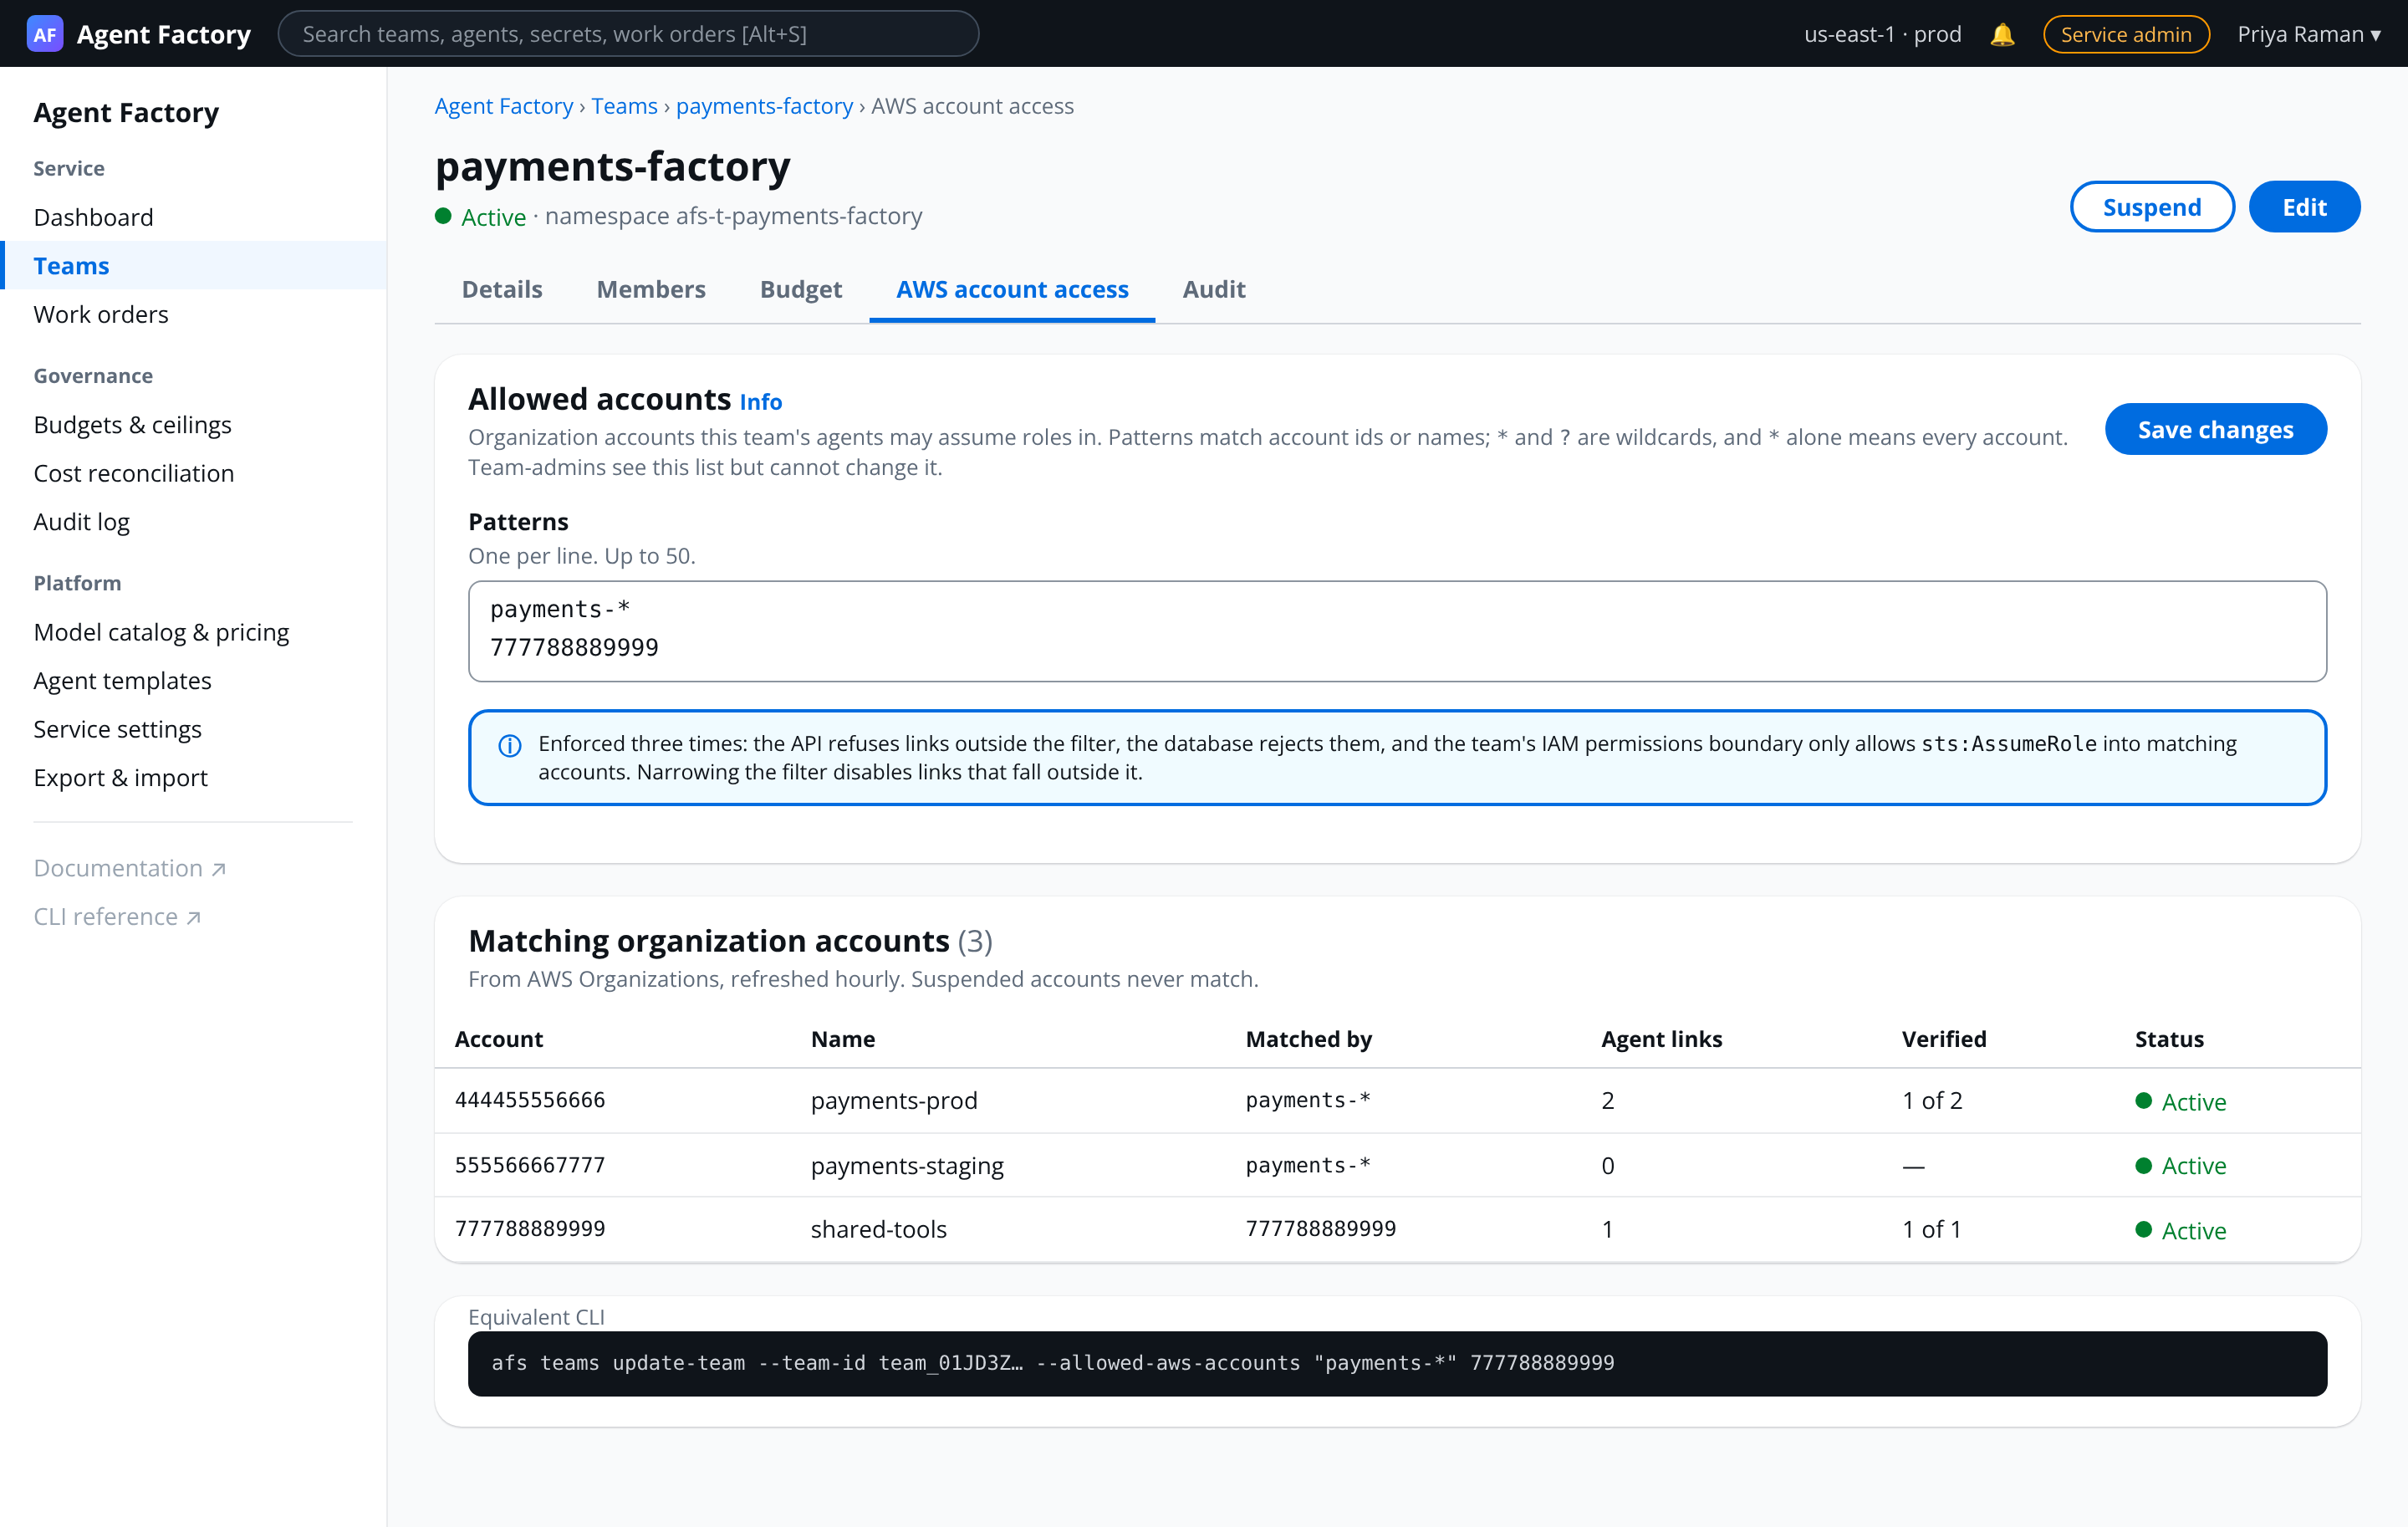 AF Agent Factory
Search teams, agents, secrets, work orders [Alt+S]
us-east-1 · prod
Service admin
Priya Raman ▾
Agent Factory
Service
Dashboard
Teams
Work orders
Governance
Budgets & ceilings
Cost reconciliation
Audit log
Platform
Model catalog & pricing
Agent templates
Service settings
Export & import
Documentation ↗
CLI reference ↗
Agent Factory › Teams › payments-factory › AWS account access
payments-factory
Active · namespace afs-t-payments-factory
Suspend
Edit
Details Members Budget AWS account access Audit
Allowed accounts Info
Organization accounts this team's agents may assume roles in. Patterns match account ids or names; * and ? are wildcards, and * alone means every account.
Team-admins see this list but cannot change it.
Save changes
Patterns
One per line. Up to 50.
payments-*
777788889999
Enforced three times: the API refuses links outside the filter, the database rejects them, and the team's IAM permissions boundary only allows sts:AssumeRole into matching
accounts. Narrowing the filter disables links that fall outside it.
Matching organization accounts (3)
From AWS Organizations, refreshed hourly. Suspended accounts never match.
Account Name Matched by Agent links Verified Status
444455556666 payments-prod payments-* 2 1 of 2 Active
555566667777 payments-staging payments-* 0 — Active
777788889999 shared-tools 777788889999 1 1 of 1 Active
Equivalent CLI
afs teams update-team --team-id team_01JD3Z… --allowed-aws-accounts "payments-*" 777788889999